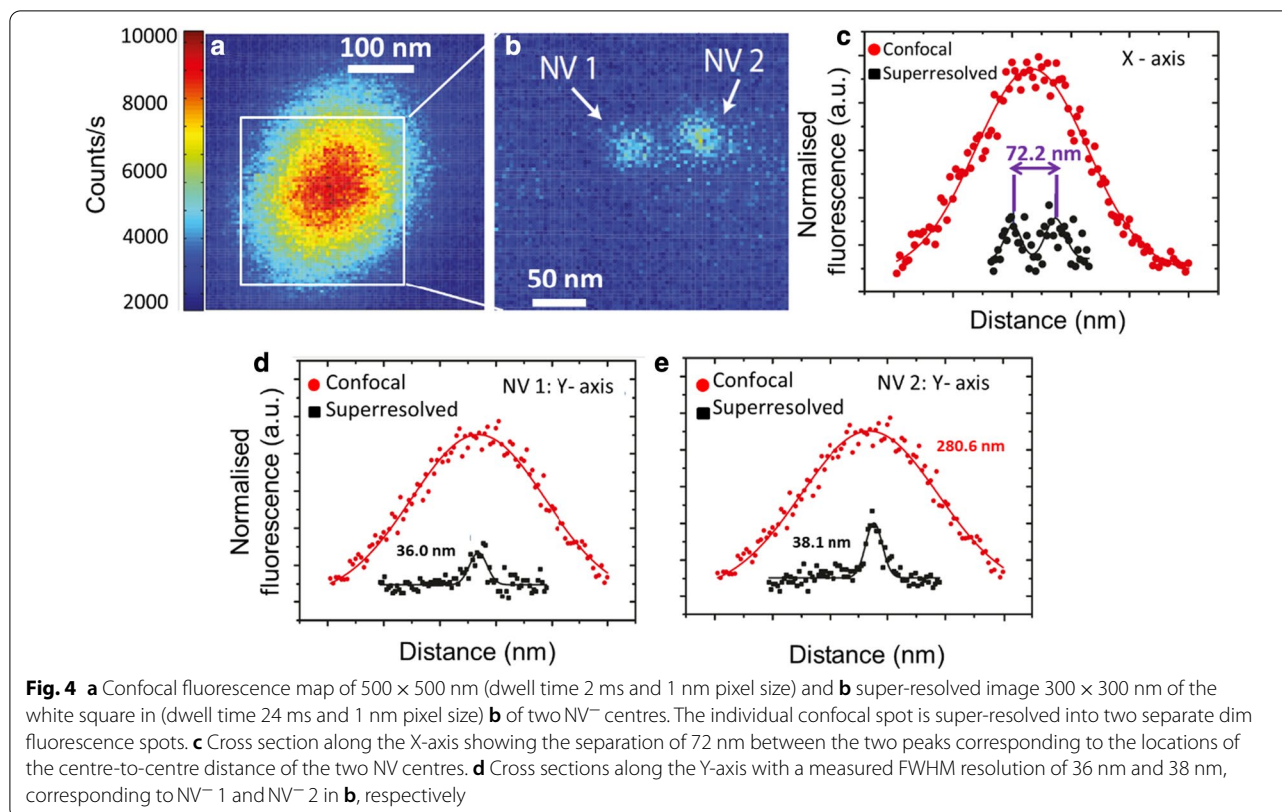 10000
8000
6000
4000
2000
Counts/s
a
100 nm
b
NV 1
NV 2
50 nm
c
Confocal
Superresolved
X - axis
72.2 nm
Normalised
fluorescence (a.u.)
Distance (nm)
d
Confocal
Superresolved
NV 1: Y- axis
36.0 nm
Normalised
fluorescence (a.u.)
Distance (nm)
e
Confocal
Superresolved
NV 2: Y- axis
280.6 nm
38.1 nm
Normalised
fluorescence (a.u.)
Distance (nm)
Fig. 4 a Confocal fluorescence map of 500 × 500 nm (dwell time 2 ms and 1 nm pixel size) and b super-resolved image 300 × 300 nm of the
white square in (dwell time 24 ms and 1 nm pixel size) b of two NV⁻ centres. The individual confocal spot is super-resolved into two separate dim
fluorescence spots. c Cross section along the X-axis showing the separation of 72 nm between the two peaks corresponding to the locations of
the centre-to-centre distance of the two NV centres. d Cross sections along the Y-axis with a measured FWHM resolution of 36 nm and 38 nm,
corresponding to NV⁻ 1 and NV⁻ 2 in b, respectively